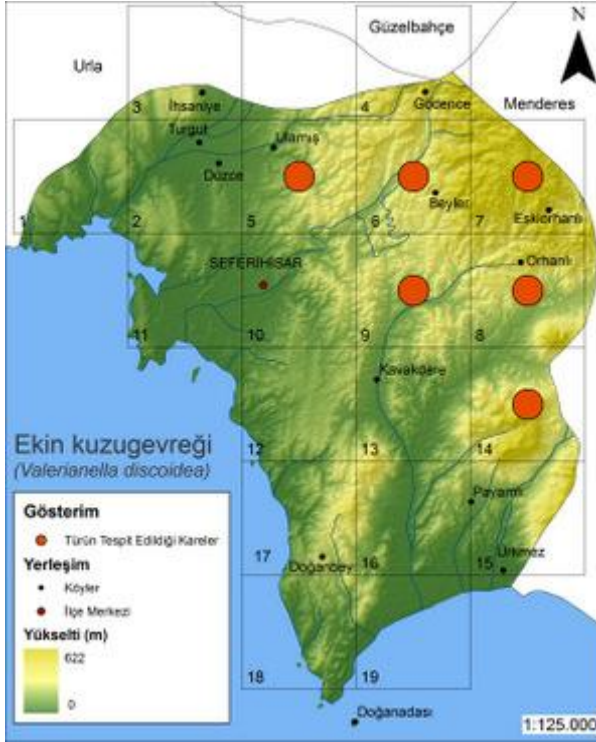 N
Güzelbahçe
Urla
3
4
İhsaniye
Gödence
Menderes
Turgut
Ulamış
Düzce
Beyler
Eskiorhanlı
1
2
5
6
7
SEFERİHİSAR
Orhanlı
11
10
9
8
Kavakdere
Ekin kuzugevreği
(Valerianella discoidea)
12
13
14
Payamlı
Gösterim
Türün Tespit Edildiği Kareler
Yerleşim
Köyler
İlçe Merkezi
Yükselti (m)
622
0
17
Doğanbey
16
15
Ürkmez
18
19
Doğanadası
1:125.000